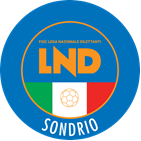 FIGC LEGA NAZIONALE DILETTANTI
LND
SONDRIO